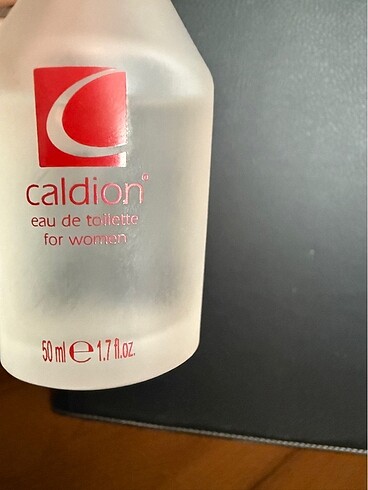 caldion®
eau de toilette
for women
50 ml ℮ 1.7 fl.oz.